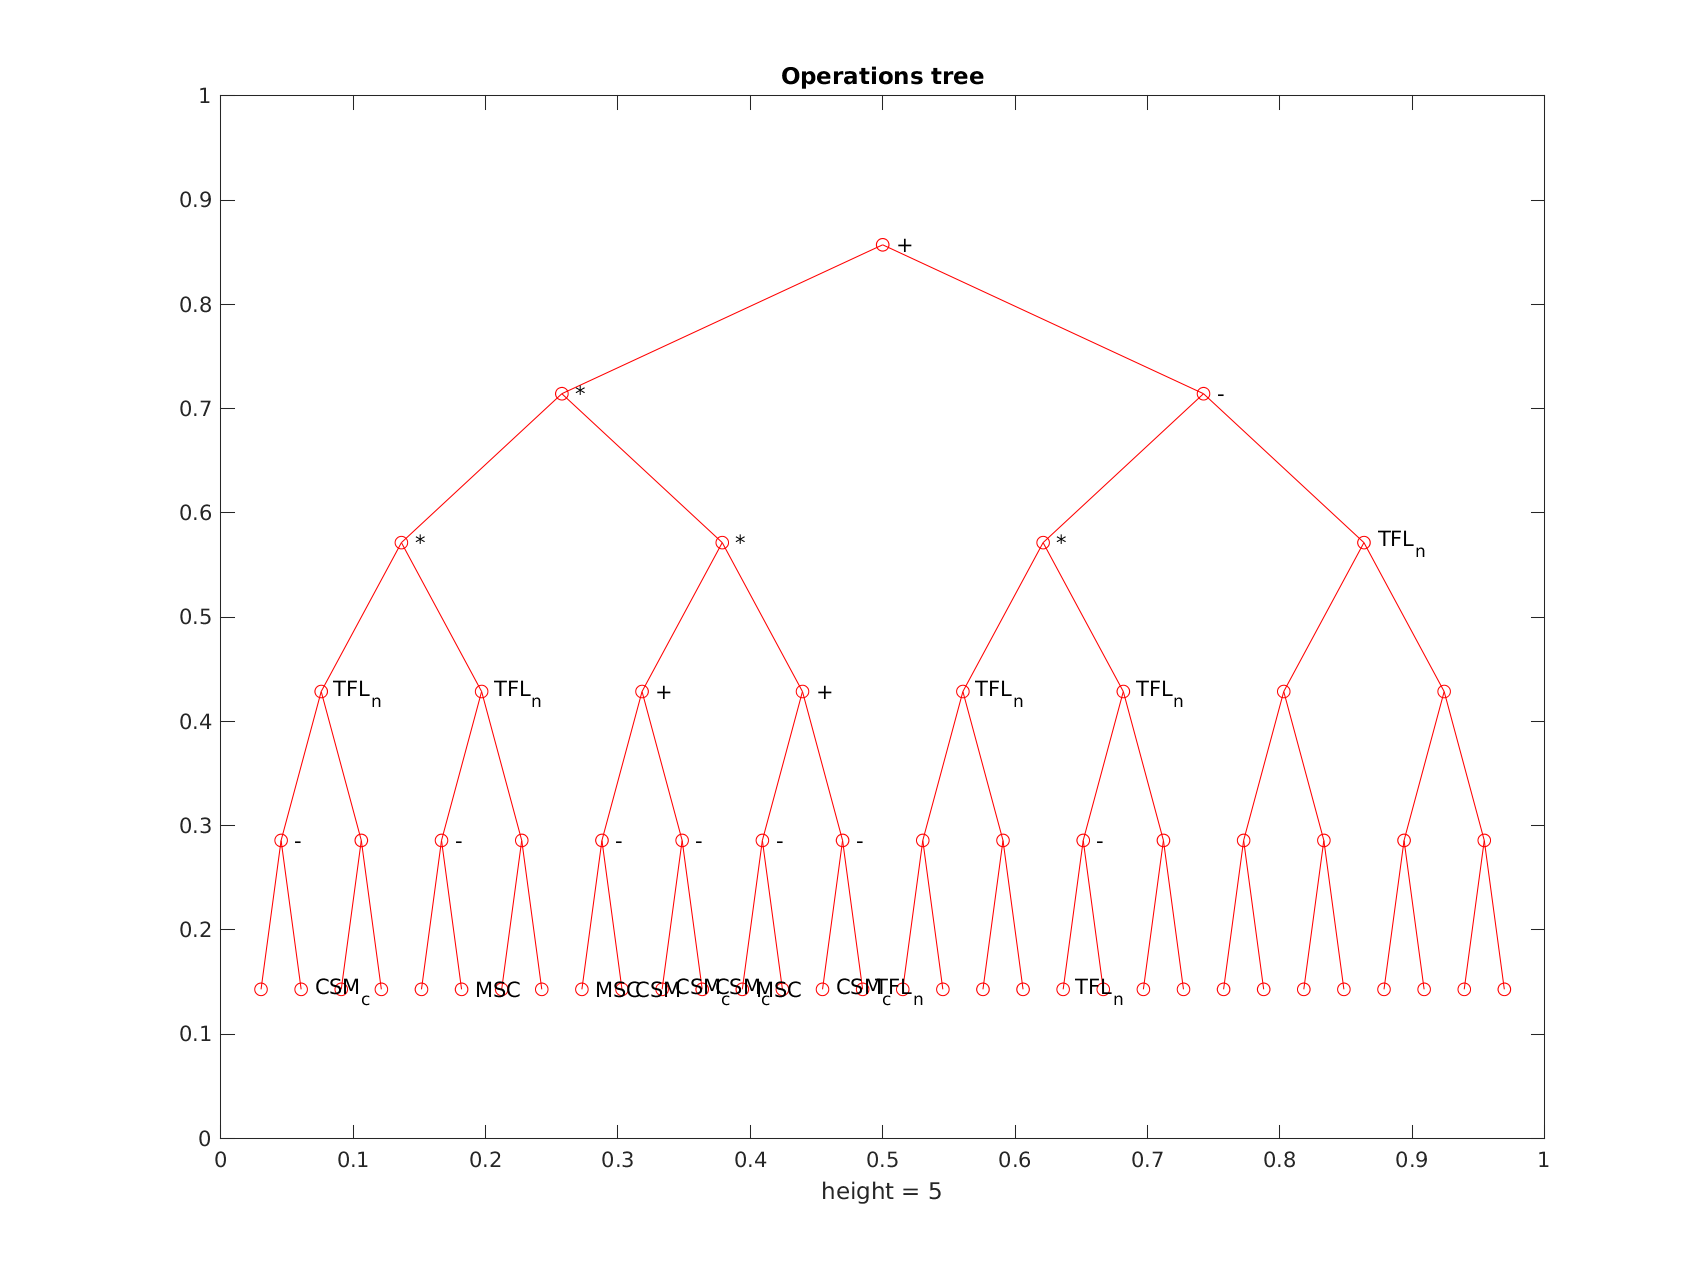 Operations tree
1
0.9
+
0.8
* -
0.7
0.6
* * * TFL_n
0.5
TFL_n TFL_n + + TFL_n TFL_n
0.4
0.3
- - - - - - -
0.2
CSM_c MSC MSC CSM CSM_c CSM_c MSC CSM_c TFL_n TFL_n
0.1
0
0 0.1 0.2 0.3 0.4 0.5 0.6 0.7 0.8 0.9 1
height = 5